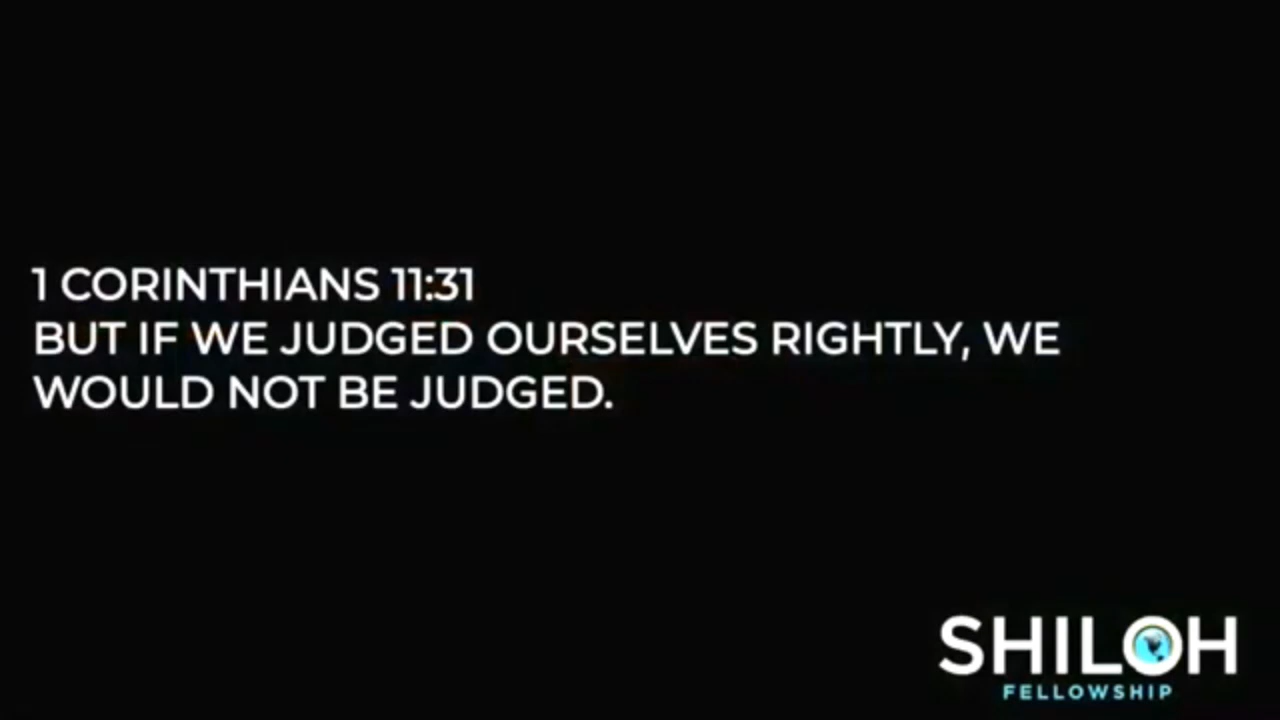 1 CORINTHIANS 11:31
BUT IF WE JUDGED OURSELVES RIGHTLY, WE
WOULD NOT BE JUDGED.
SHILOH
FELLOWSHIP